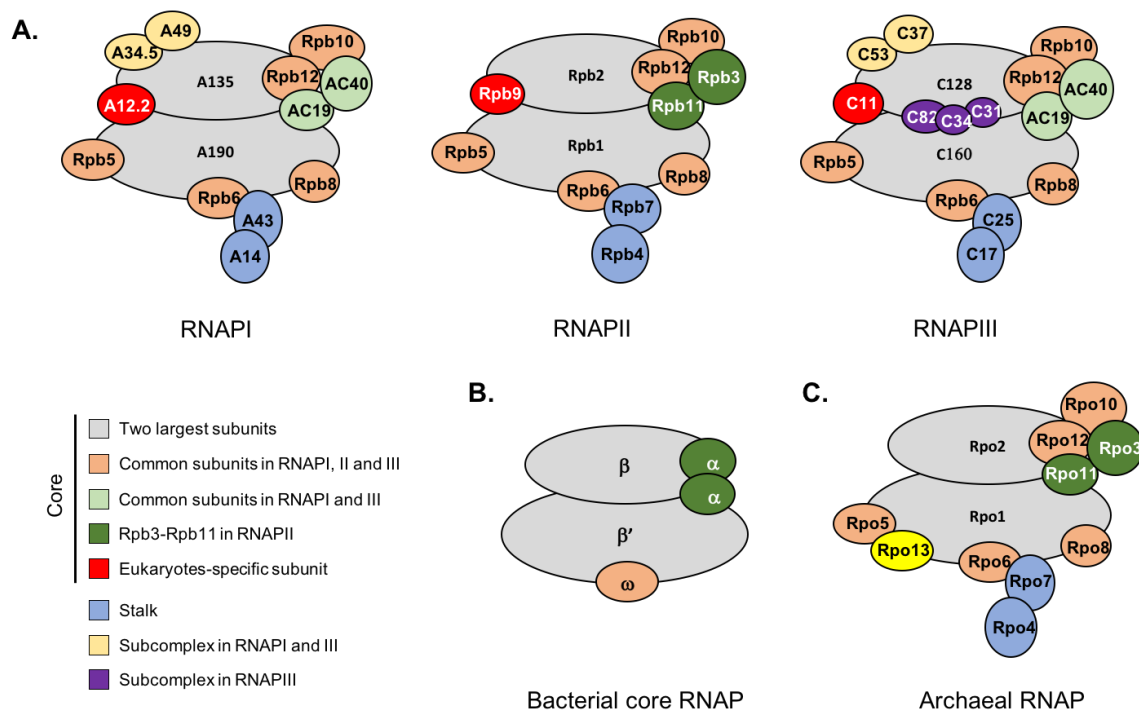 A.
A49
A34.5
Rpb10
A135
Rpb12
AC40
A12.2
AC19
A190
Rpb5
Rpb8
Rpb6
A43
A14
RNAPI
Rpb10
Rpb2
Rpb12
Rpb3
Rpb9
Rpb11
Rpb1
Rpb5
Rpb8
Rpb6
Rpb7
Rpb4
RNAPII
C37
C53
Rpb10
C128
Rpb12
AC40
C11
C82
C34
C31
AC19
C160
Rpb5
Rpb8
Rpb6
C25
C17
RNAPIII
Core
Two largest subunits
Common subunits in RNAPI, II and III
Common subunits in RNAPI and III
Rpb3-Rpb11 in RNAPII
Eukaryotes-specific subunit
Stalk
Subcomplex in RNAPI and III
Subcomplex in RNAPIII
B.
β
α
α
β’
ω
Bacterial core RNAP
C.
Rpo10
Rpo2
Rpo12
Rpo3
Rpo11
Rpo1
Rpo5
Rpo13
Rpo8
Rpo6
Rpo7
Rpo4
Archaeal RNAP